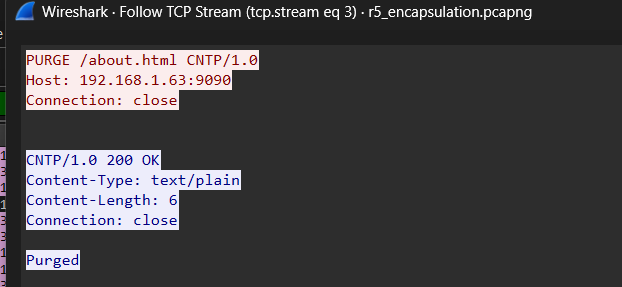 Wireshark · Follow TCP Stream (tcp.stream eq 3) · r5_encapsulation.pcapng
PURGE /about.html CNTP/1.0
Host: 192.168.1.63:9090
Connection: close
CNTP/1.0 200 OK
Content-Type: text/plain
Content-Length: 6
Connection: close
Purged